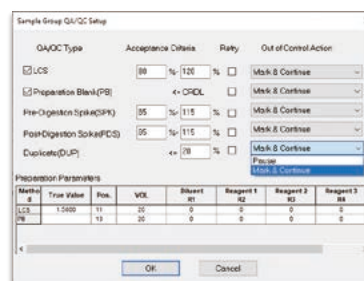 Sample Group QA/QC Setup
QA/QC Type Acceptance Criteria Retry Out of Control Action
LCS 80 %- 120 % Mark & Continue
Preparation Blank(PB) <- CRDL Mark & Continue
Pre-Digestion Spike(SPK) 85 %- 115 % Mark & Continue
Post-Digestion Spike(PDS) 85 %- 115 % Mark & Continue
Duplicate(DUP) <= 20 % Mark & Continue
Pause
Mark & Continue
Preparation Parameters
Method True Value Pos. VOL Diluent R1 Reagent 1 R2 Reagent 2 R3 Reagent 3 R4
LCS 1.5000 11 20 0 0 0 0
PB 13 20 0 0 0 0
OK Cancel